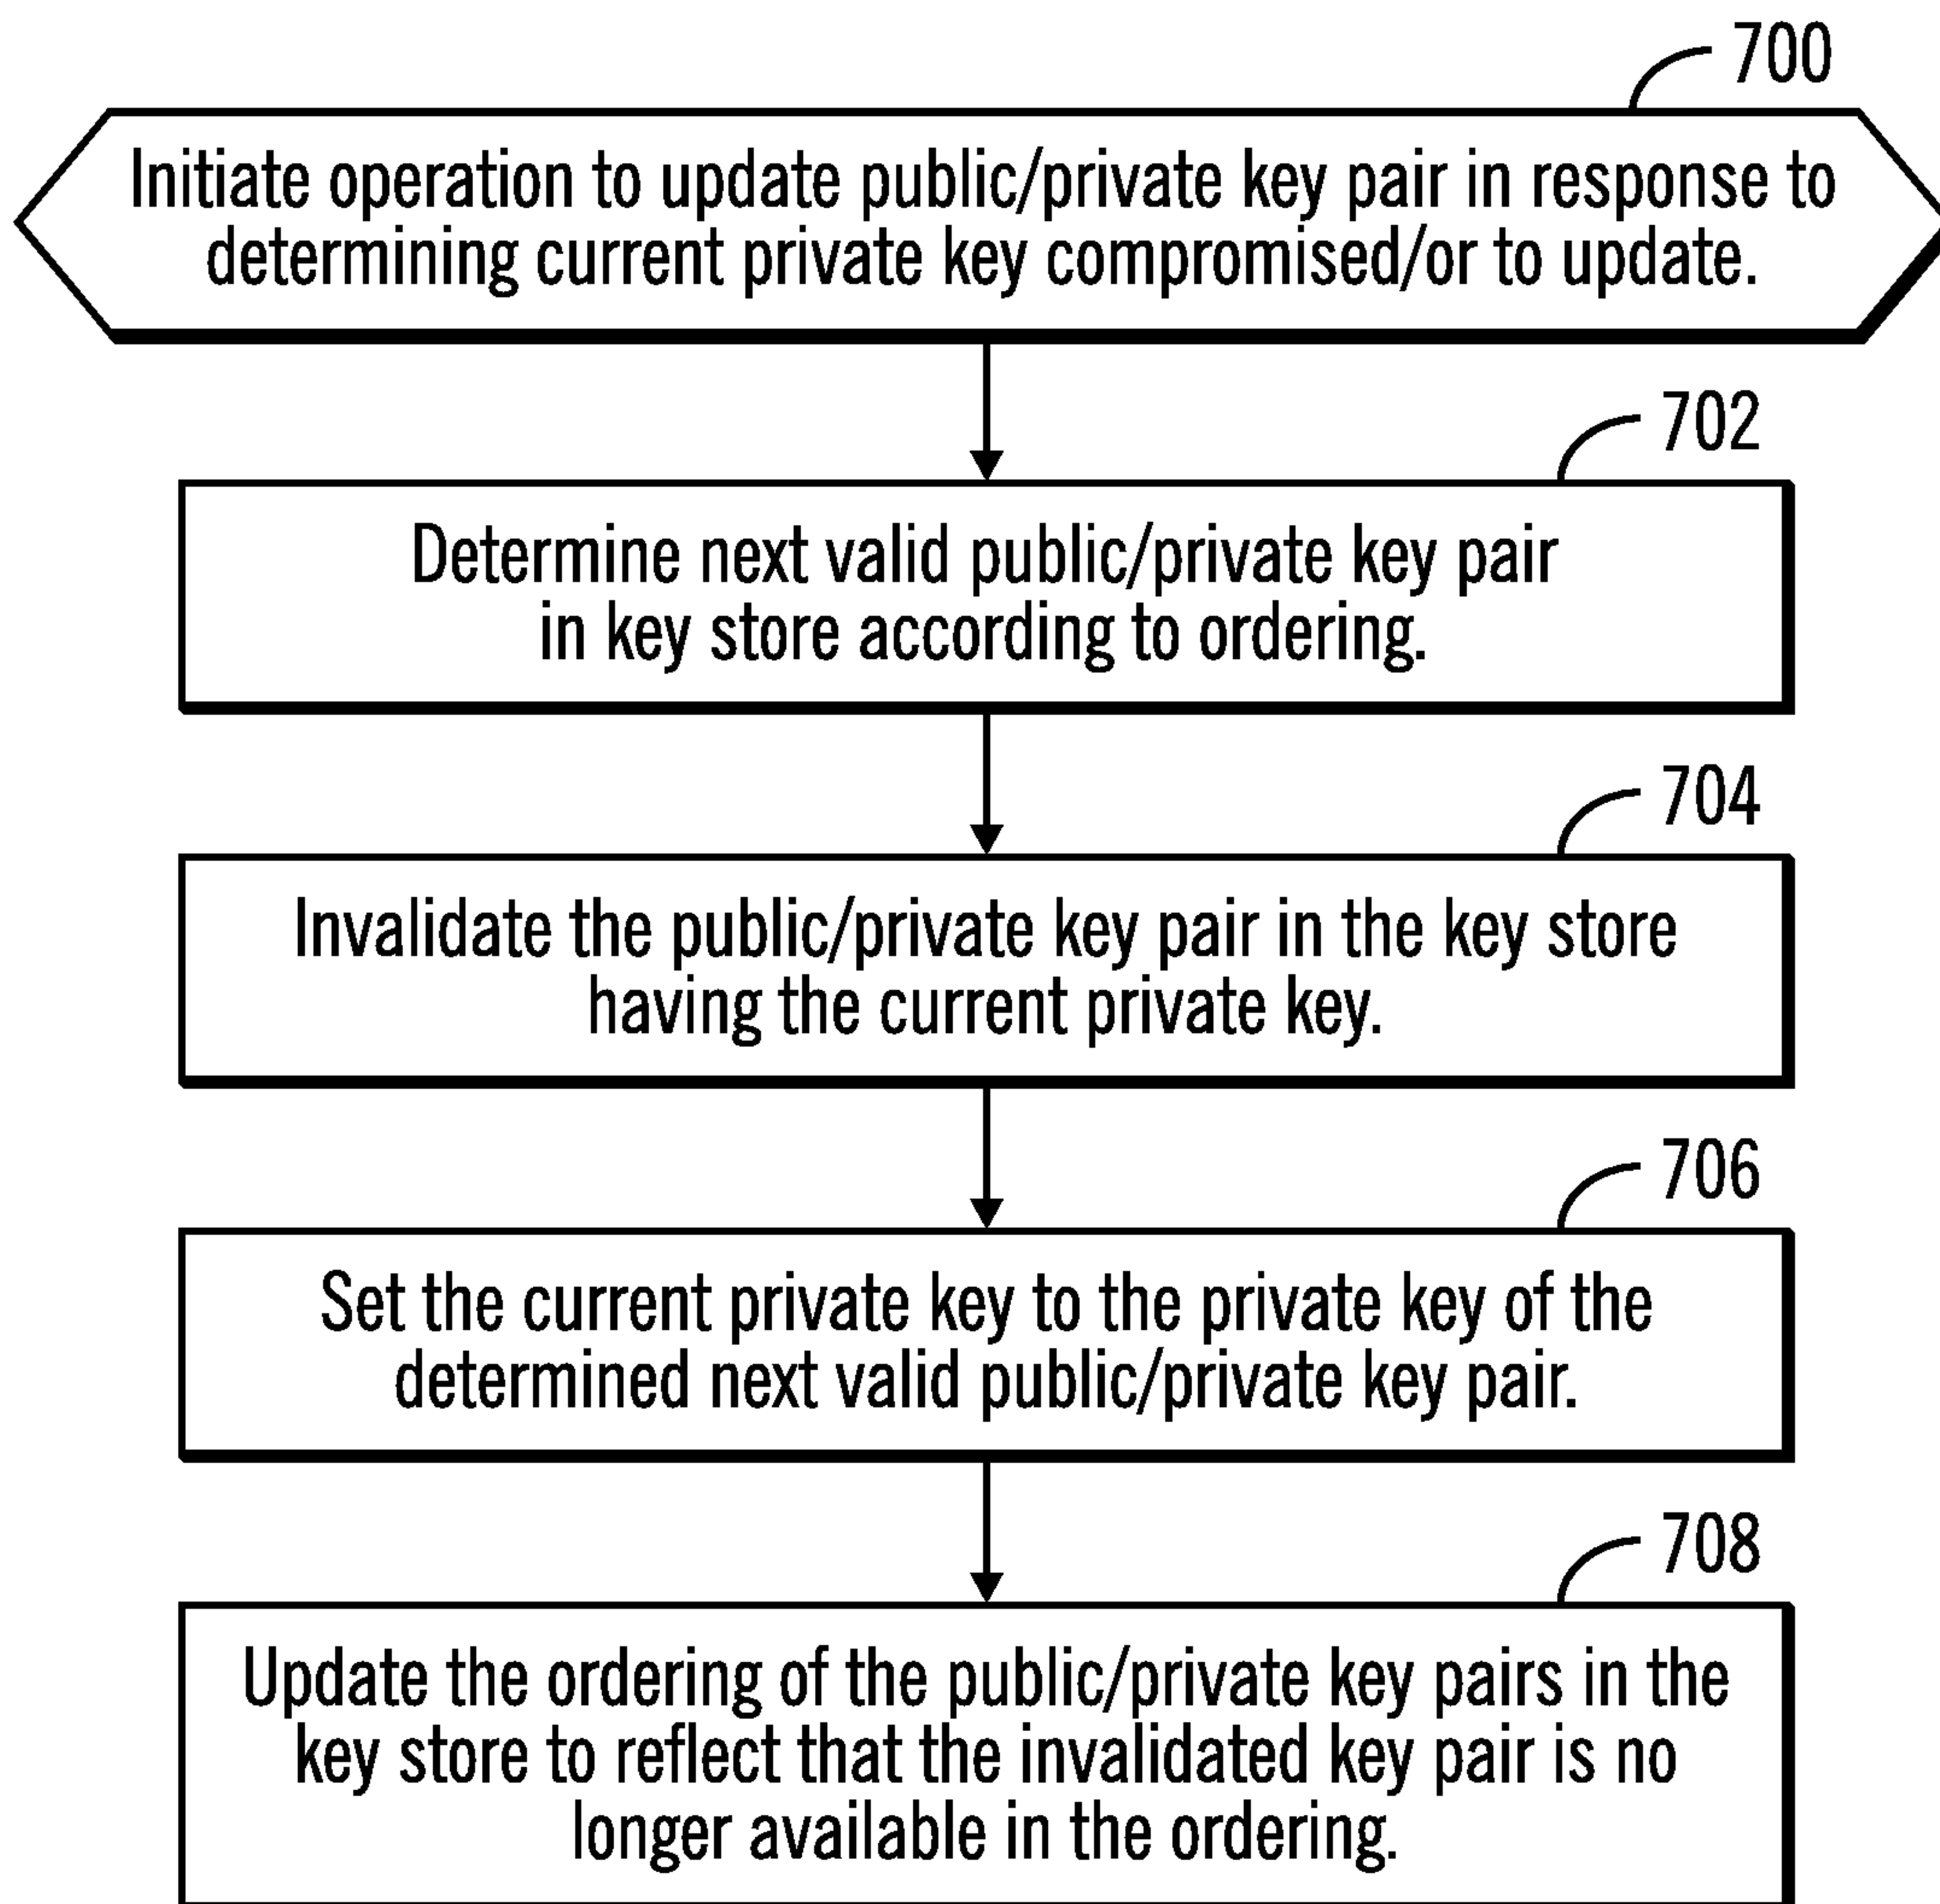 700
Initiate operation to update public/private key pair in response to
determining current private key compromised/or to update.
702
Determine next valid public/private key pair
in key store according to ordering.
704
Invalidate the public/private key pair in the key store
having the current private key.
706
Set the current private key to the private key of the
determined next valid public/private key pair.
708
Update the ordering of the public/private key pairs in the
key store to reflect that the invalidated key pair is no
longer available in the ordering.